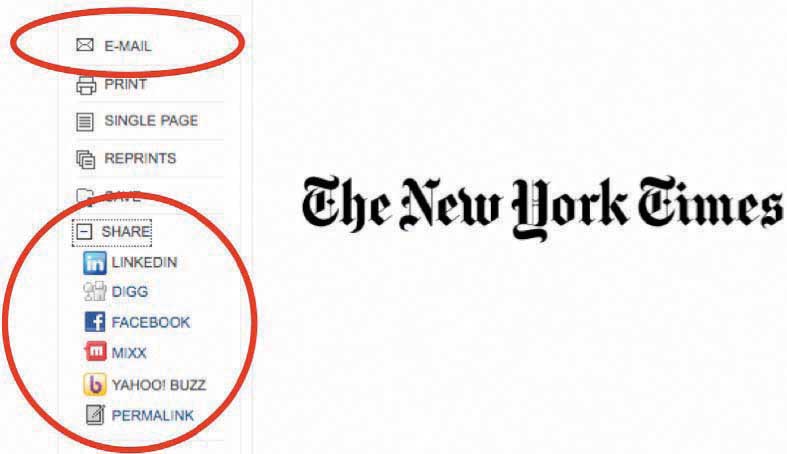 E-MAIL
PRINT
SINGLE PAGE
REPRINTS
SAVE
SHARE
LINKEDIN
DIGG
FACEBOOK
MIXX
YAHOO! BUZZ
PERMALINK
The New York Times